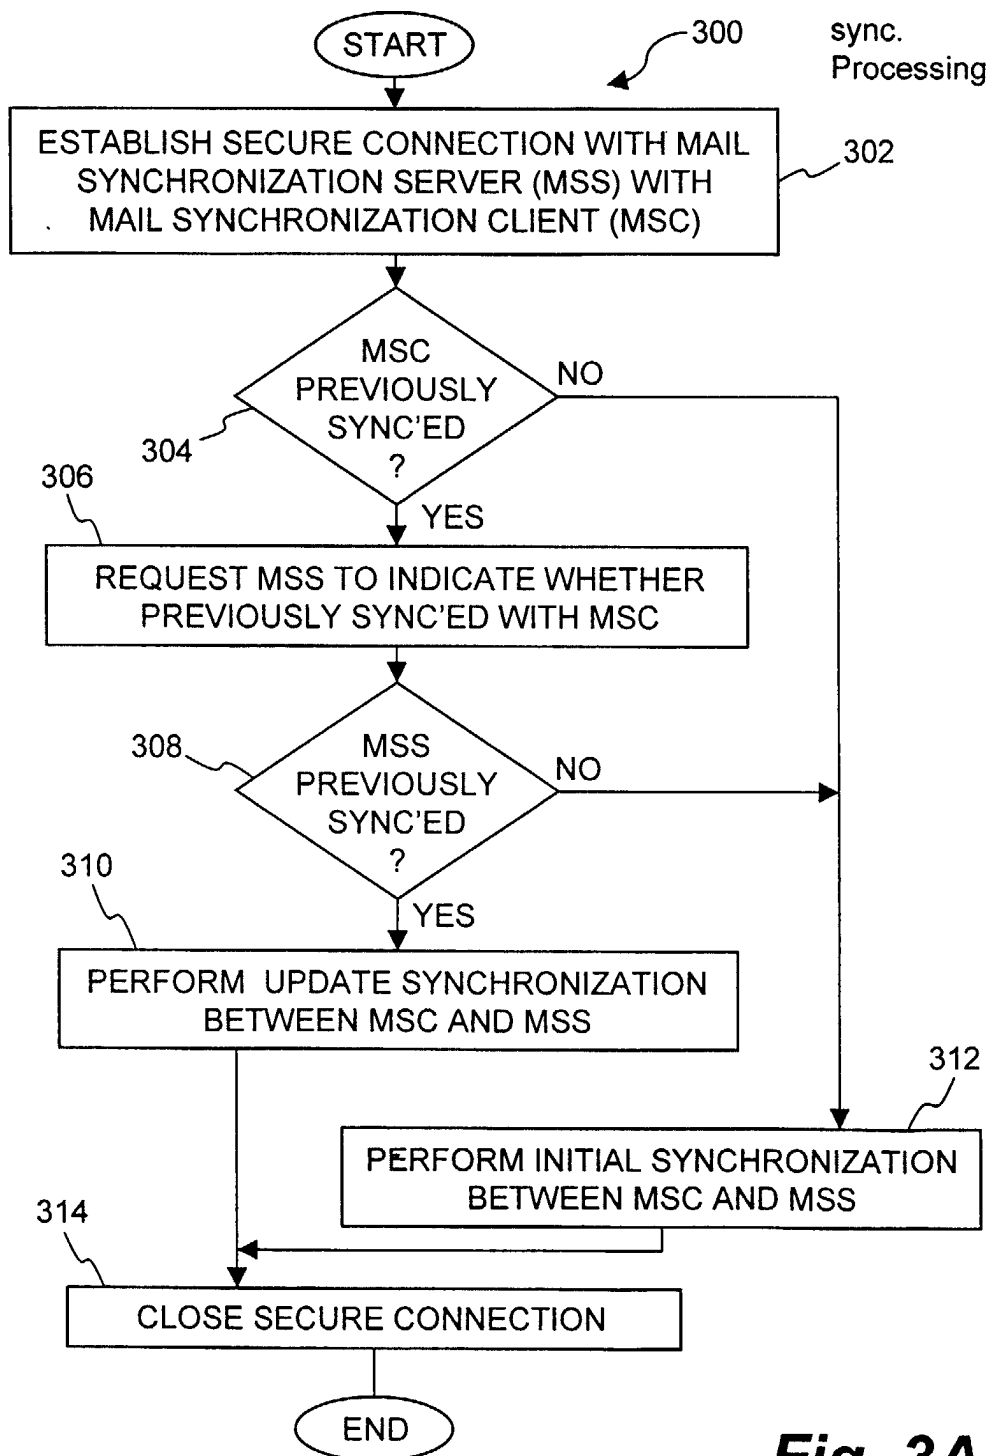 START
300
sync.
Processing
ESTABLISH SECURE CONNECTION WITH MAIL
SYNCHRONIZATION SERVER (MSS) WITH
MAIL SYNCHRONIZATION CLIENT (MSC)
302
MSC
PREVIOUSLY
SYNC'ED
?
NO
304
YES
306
REQUEST MSS TO INDICATE WHETHER
PREVIOUSLY SYNC'ED WITH MSC
308
MSS
PREVIOUSLY
SYNC'ED
?
NO
YES
310
PERFORM UPDATE SYNCHRONIZATION
BETWEEN MSC AND MSS
312
PERFORM INITIAL SYNCHRONIZATION
BETWEEN MSC AND MSS
314
CLOSE SECURE CONNECTION
END
Fig. 3A